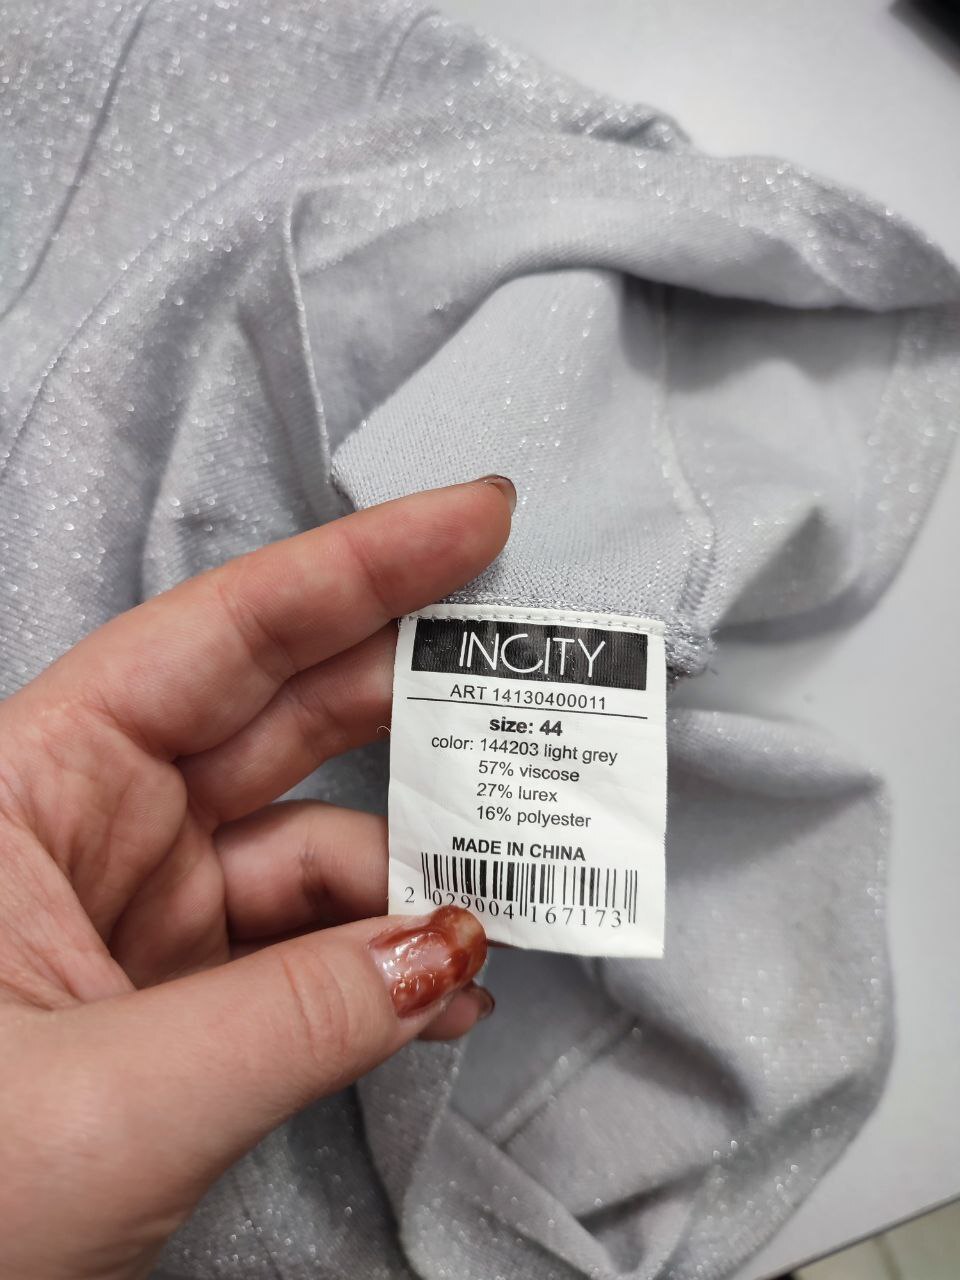 INCITY
ART 14130400011
size: 44
color: 144203 light grey
57% viscose
27% lurex
16% polyester
MADE IN CHINA
2 029004 167173